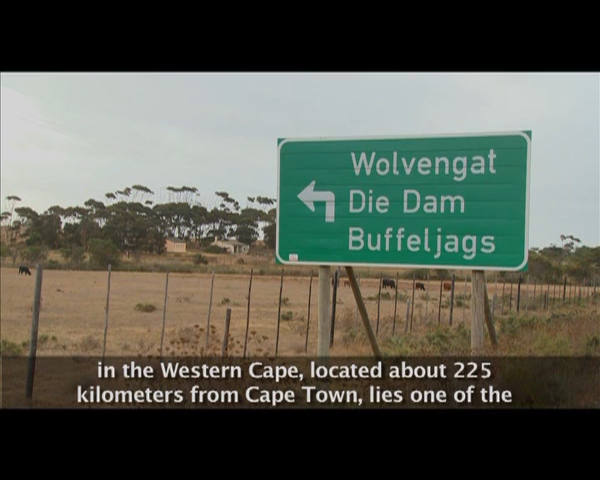 Wolvengat
Die Dam
Buffeljags
in the Western Cape, located about 225
kilometers from Cape Town, lies one of the